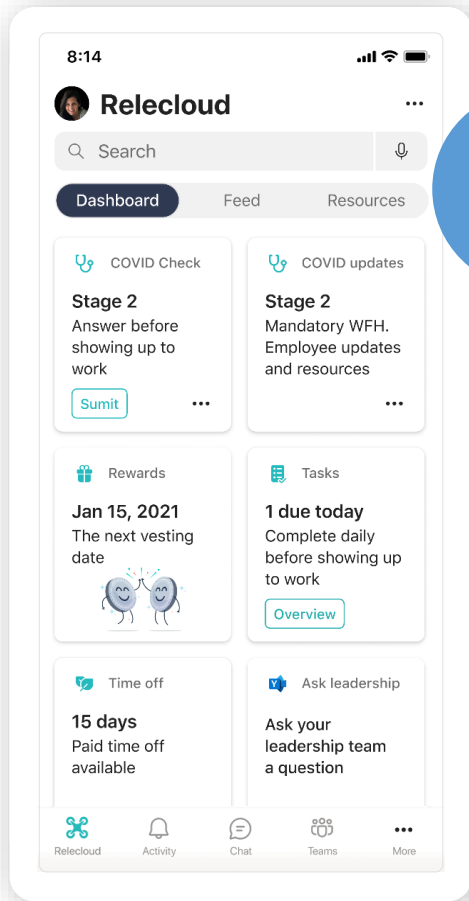 8:14
Relecloud
Search
Dashboard Feed Resources
COVID Check
Stage 2
Answer before
showing up to
work
Sumit
COVID updates
Stage 2
Mandatory WFH.
Employee updates
and resources
Rewards
Jan 15, 2021
The next vesting
date
Tasks
1 due today
Complete daily
before showing up
to work
Overview
Time off
15 days
Paid time off
available
Ask leadership
Ask your
leadership team
a question
Relecloud Activity Chat Teams More